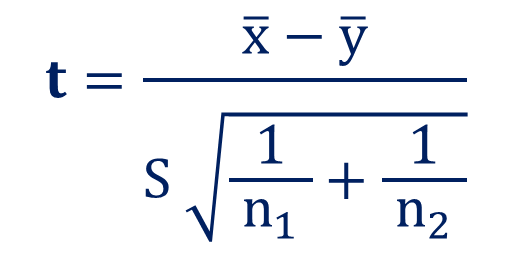 t = x̅ − y̅
S √ 1/n₁ + 1/n₂